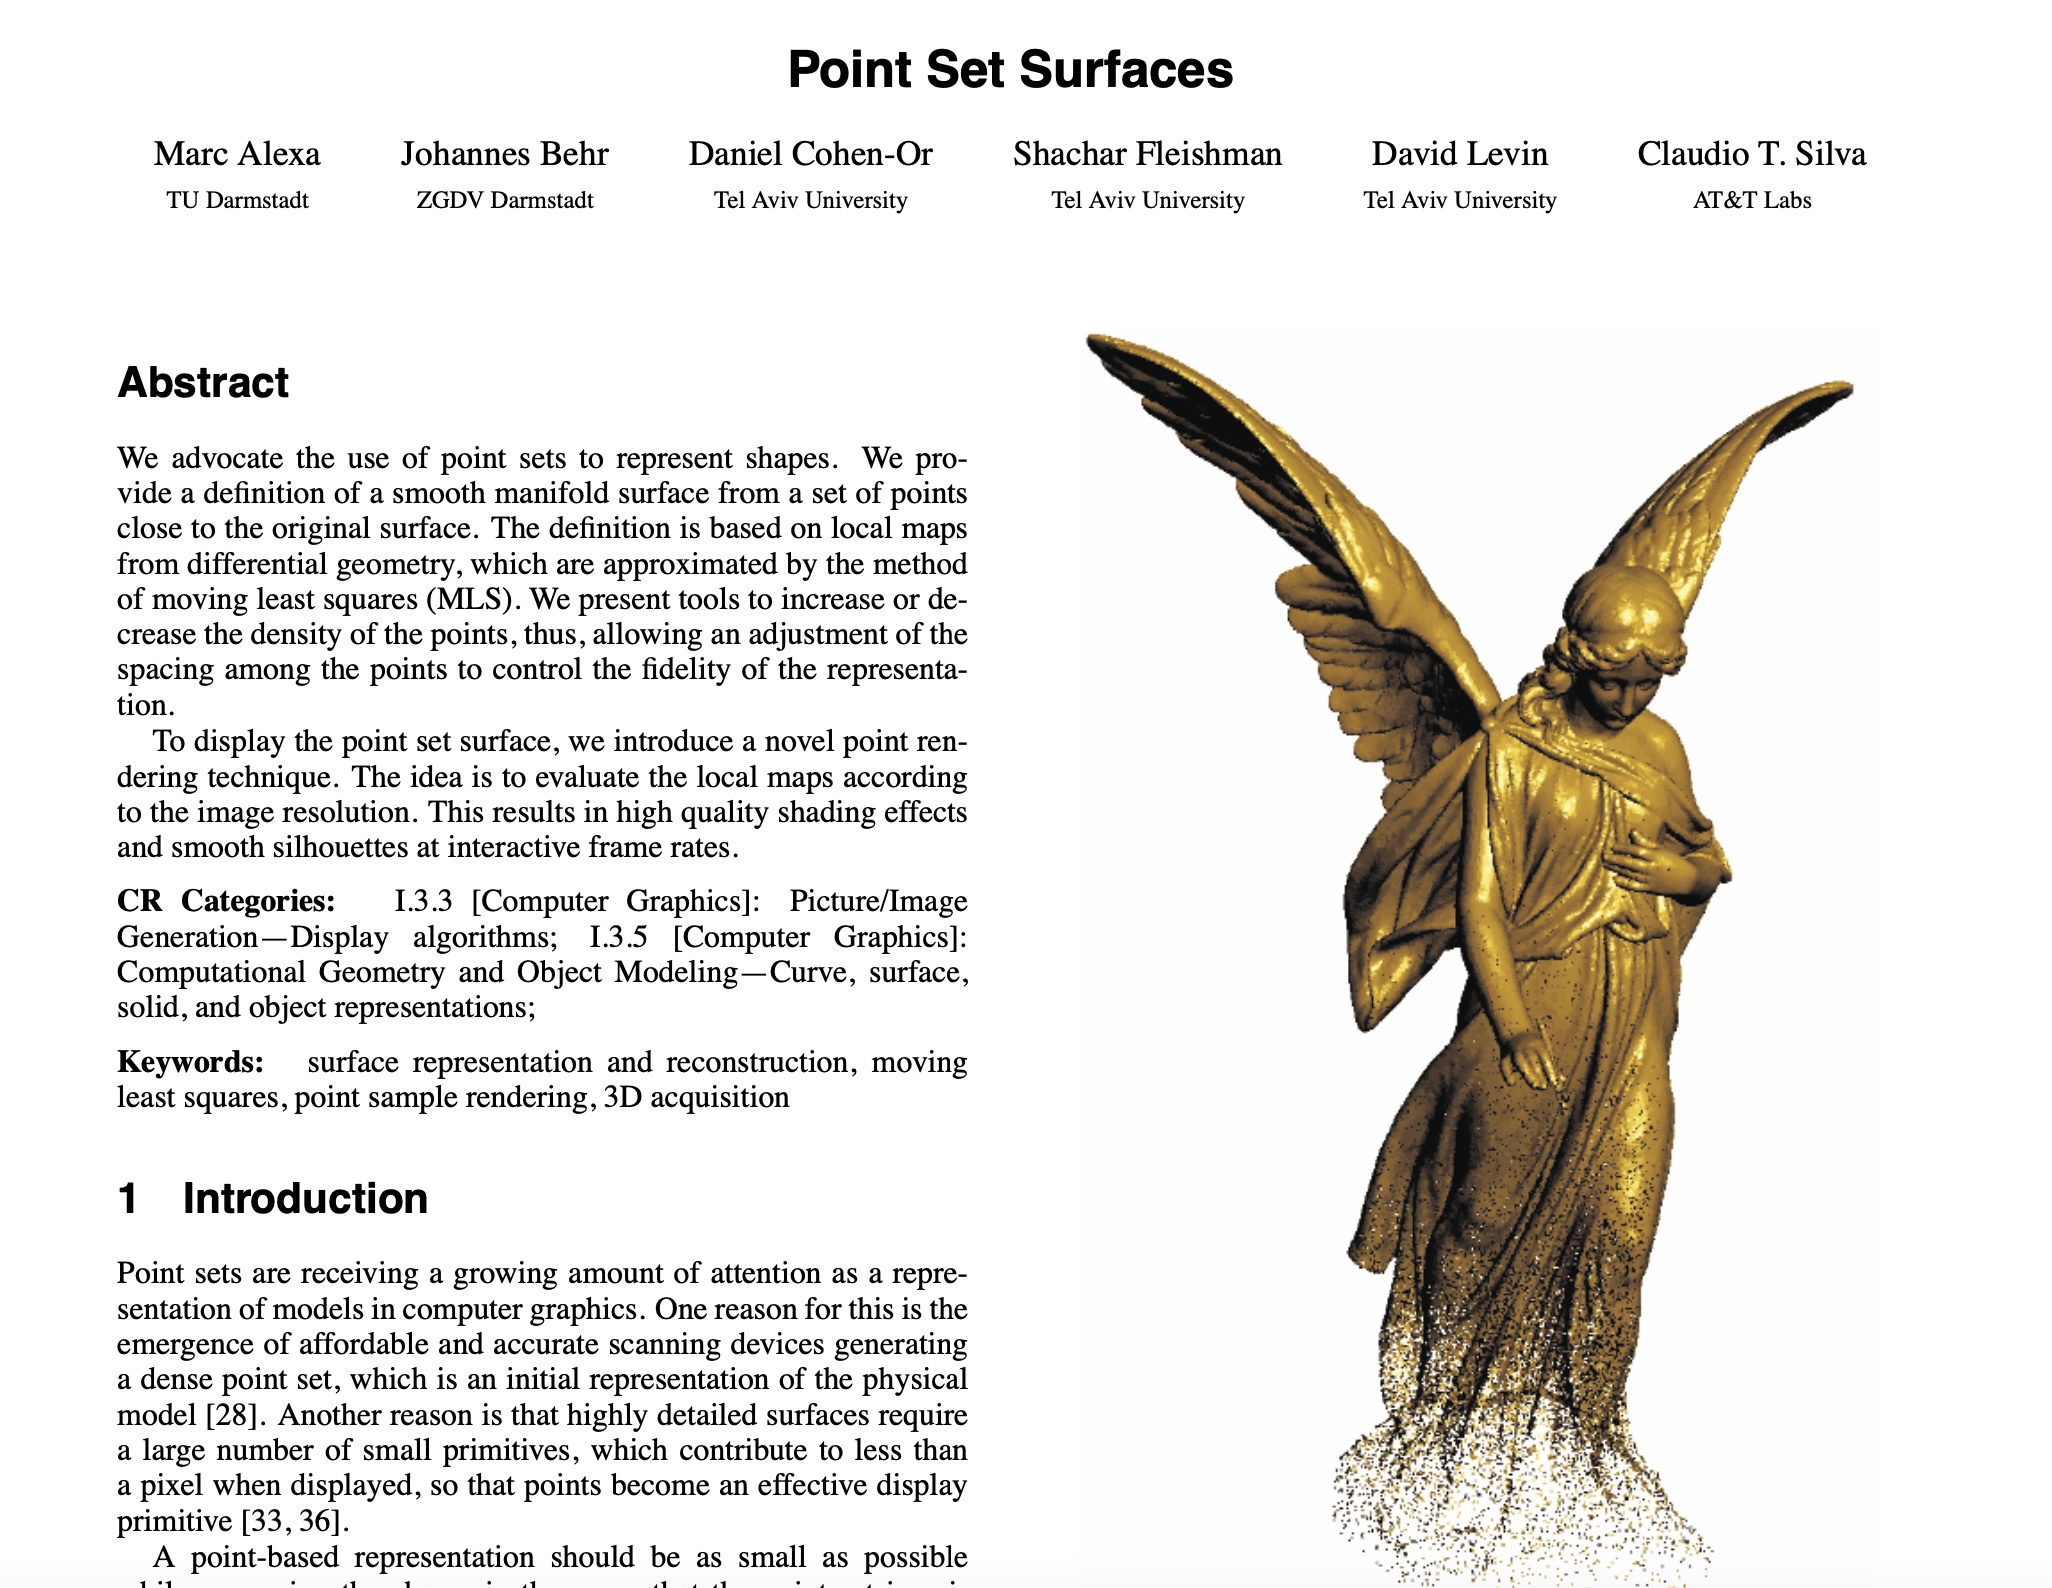 Point Set Surfaces
Marc Alexa Johannes Behr Daniel Cohen-Or Shachar Fleishman David Levin Claudio T. Silva
TU Darmstadt ZGDV Darmstadt Tel Aviv University Tel Aviv University Tel Aviv University AT&T Labs
Abstract
We advocate the use of point sets to represent shapes. We pro-
vide a definition of a smooth manifold surface from a set of points
close to the original surface. The definition is based on local maps
from differential geometry, which are approximated by the method
of moving least squares (MLS). We present tools to increase or de-
crease the density of the points, thus, allowing an adjustment of the
spacing among the points to control the fidelity of the representa-
tion.
To display the point set surface, we introduce a novel point ren-
dering technique. The idea is to evaluate the local maps according
to the image resolution. This results in high quality shading effects
and smooth silhouettes at interactive frame rates.
CR Categories: I.3.3 [Computer Graphics]: Picture/Image
Generation—Display algorithms; I.3.5 [Computer Graphics]:
Computational Geometry and Object Modeling—Curve, surface,
solid, and object representations;
Keywords: surface representation and reconstruction, moving
least squares, point sample rendering, 3D acquisition
1 Introduction
Point sets are receiving a growing amount of attention as a repre-
sentation of models in computer graphics. One reason for this is the
emergence of affordable and accurate scanning devices generating
a dense point set, which is an initial representation of the physical
model [28]. Another reason is that highly detailed surfaces require
a large number of small primitives, which contribute to less than
a pixel when displayed, so that points become an effective display
primitive [33, 36].
A point-based representation should be as small as possible